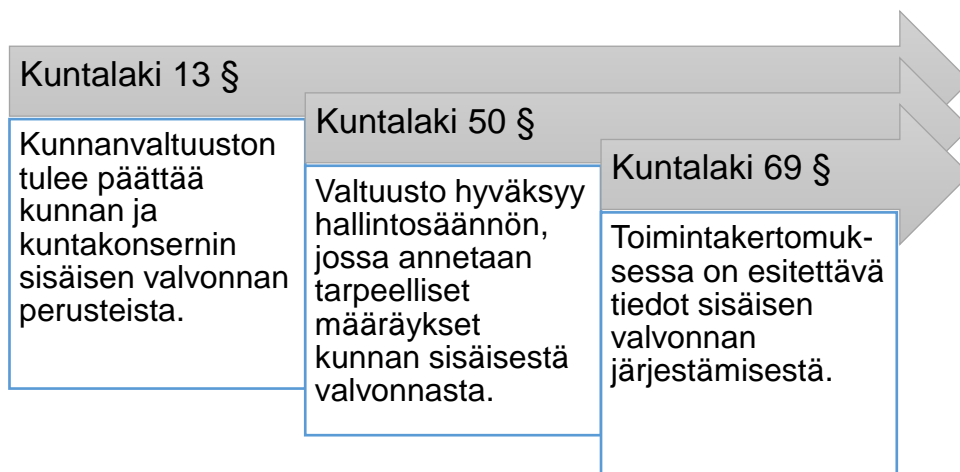 Kuntalaki 13 §
Kunnanvaltuuston
tulee päättää
kunnan ja
kuntakonsernin
sisäisen valvonnan
perusteista.
Kuntalaki 50 §
Valtuusto hyväksyy
hallintosäännön,
jossa annetaan
tarpeelliset
määräykset
kunnan sisäisestä
valvonnasta.
Kuntalaki 69 §
Toimintakertomuk-
sessa on esitettävä
tiedot sisäisen
valvonnan
järjestämisestä.